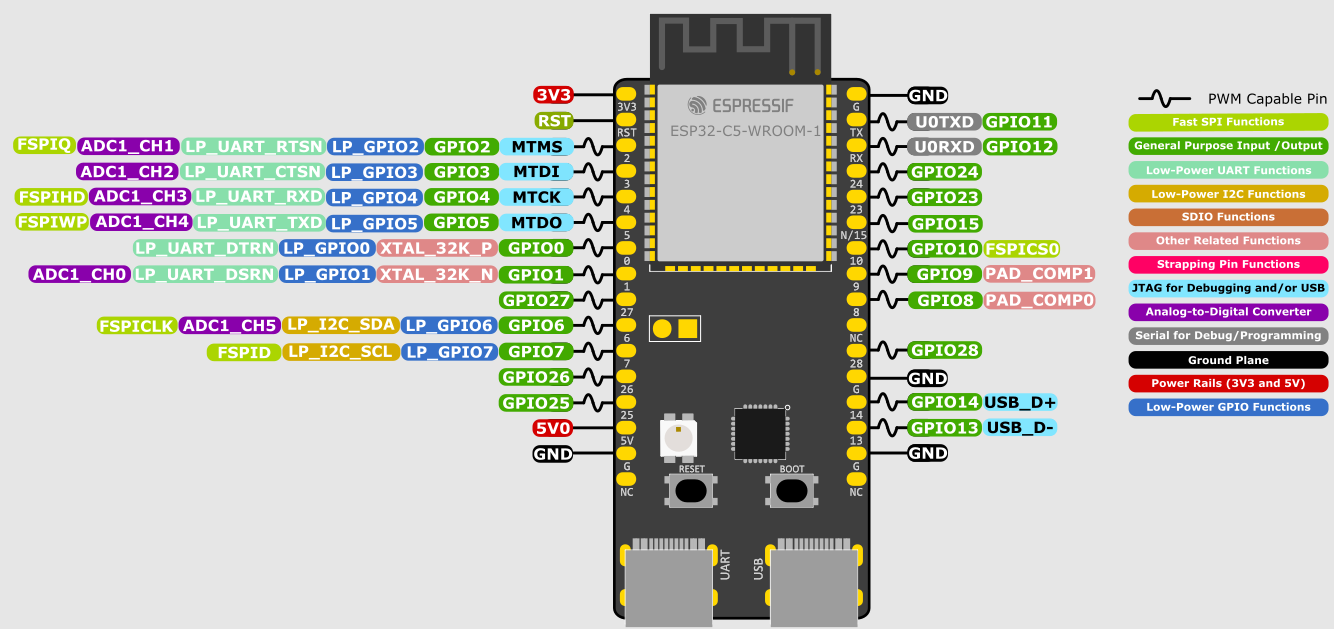 ESPRESSIF
ESP32-C5-WROOM-1
3V3 3V3
RST RST
FSPIQ ADC1_CH1 LP_UART_RTSN LP_GPIO2 GPIO2 MTMS 2
ADC1_CH2 LP_UART_CTSN LP_GPIO3 GPIO3 MTDI 3
FSPIHD ADC1_CH3 LP_UART_RXD LP_GPIO4 GPIO4 MTCK 4
FSPIWP ADC1_CH4 LP_UART_TXD LP_GPIO5 GPIO5 MTDO 5
LP_UART_DTRN LP_GPIO0 XTAL_32K_P GPIO0 0
ADC1_CH0 LP_UART_DSRN LP_GPIO1 XTAL_32K_N GPIO1 1
GPIO27 27
FSPICLK ADC1_CH5 LP_I2C_SDA LP_GPIO6 GPIO6 6
FSPID LP_I2C_SCL LP_GPIO7 GPIO7 7
GPIO26 26
GPIO25 25
5V0 5V
GND G
NC
G GND
TX U0TXD GPIO11
RX U0RXD GPIO12
24 GPIO24
23 GPIO23
N/15 GPIO15
10 GPIO10 FSPICS0
9 GPIO9 PAD_COMP1
8 GPIO8 PAD_COMP0
NC
28 GPIO28
G GND
14 GPIO14 USB_D+
13 GPIO13 USB_D-
G GND
NC
RESET
BOOT
UART
USB
PWM Capable Pin
Fast SPI Functions
General Purpose Input /Output
Low-Power UART Functions
Low-Power I2C Functions
SDIO Functions
Other Related Functions
Strapping Pin Functions
JTAG for Debugging and/or USB
Analog-to-Digital Converter
Serial for Debug/Programming
Ground Plane
Power Rails (3V3 and 5V)
Low-Power GPIO Functions